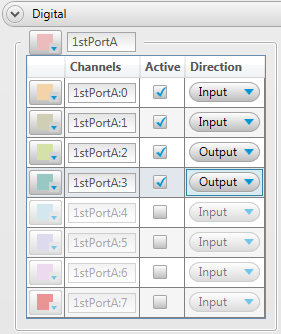 Digital
1stPortA
Channels Active Direction
1stPortA:0 Input
1stPortA:1 Input
1stPortA:2 Output
1stPortA:3 Output
1stPortA:4 Input
1stPortA:5 Input
1stPortA:6 Input
1stPortA:7 Input